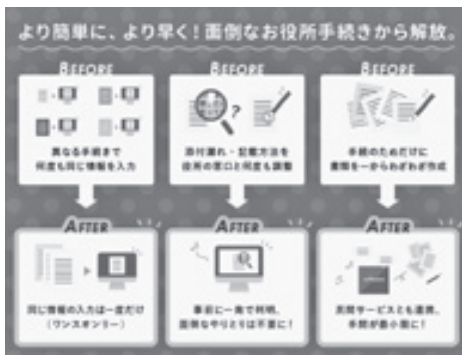 より簡単に、より早く!面倒なお役所手続きから解放。
BEFORE
異なる手続きで
何度も同じ情報を入力
BEFORE
?
添付漏れ・記載方法を
役所の窓口と何度も調整
BEFORE
手続のためだけに
書類を一からわざわざ作成
AFTER
同じ情報の入力は一度だけ
(ワンスオンリー)
AFTER
事前に一発で判明、
面倒なやりとりは不要に!
AFTER
民間サービスとも連携、
手間が最小限に!